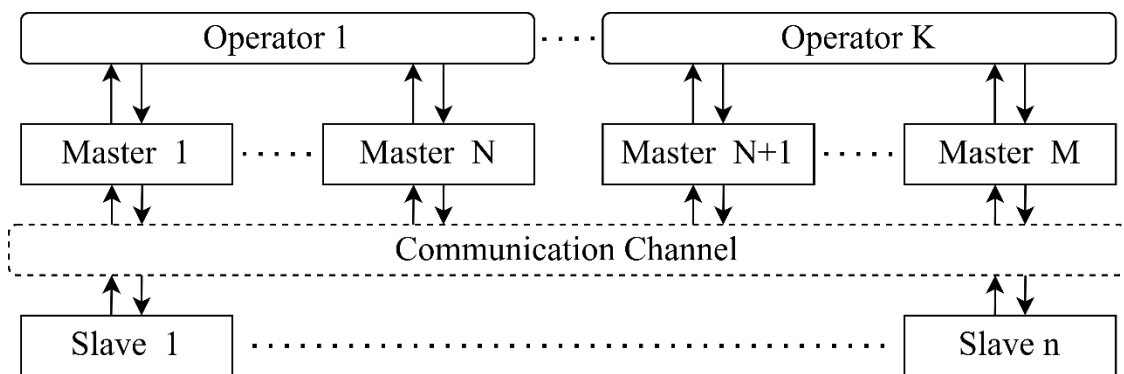 Operator 1 ..... Operator K
Master 1 ..... Master N Master N+1 ..... Master M
Communication Channel
Slave 1 ..... Slave n